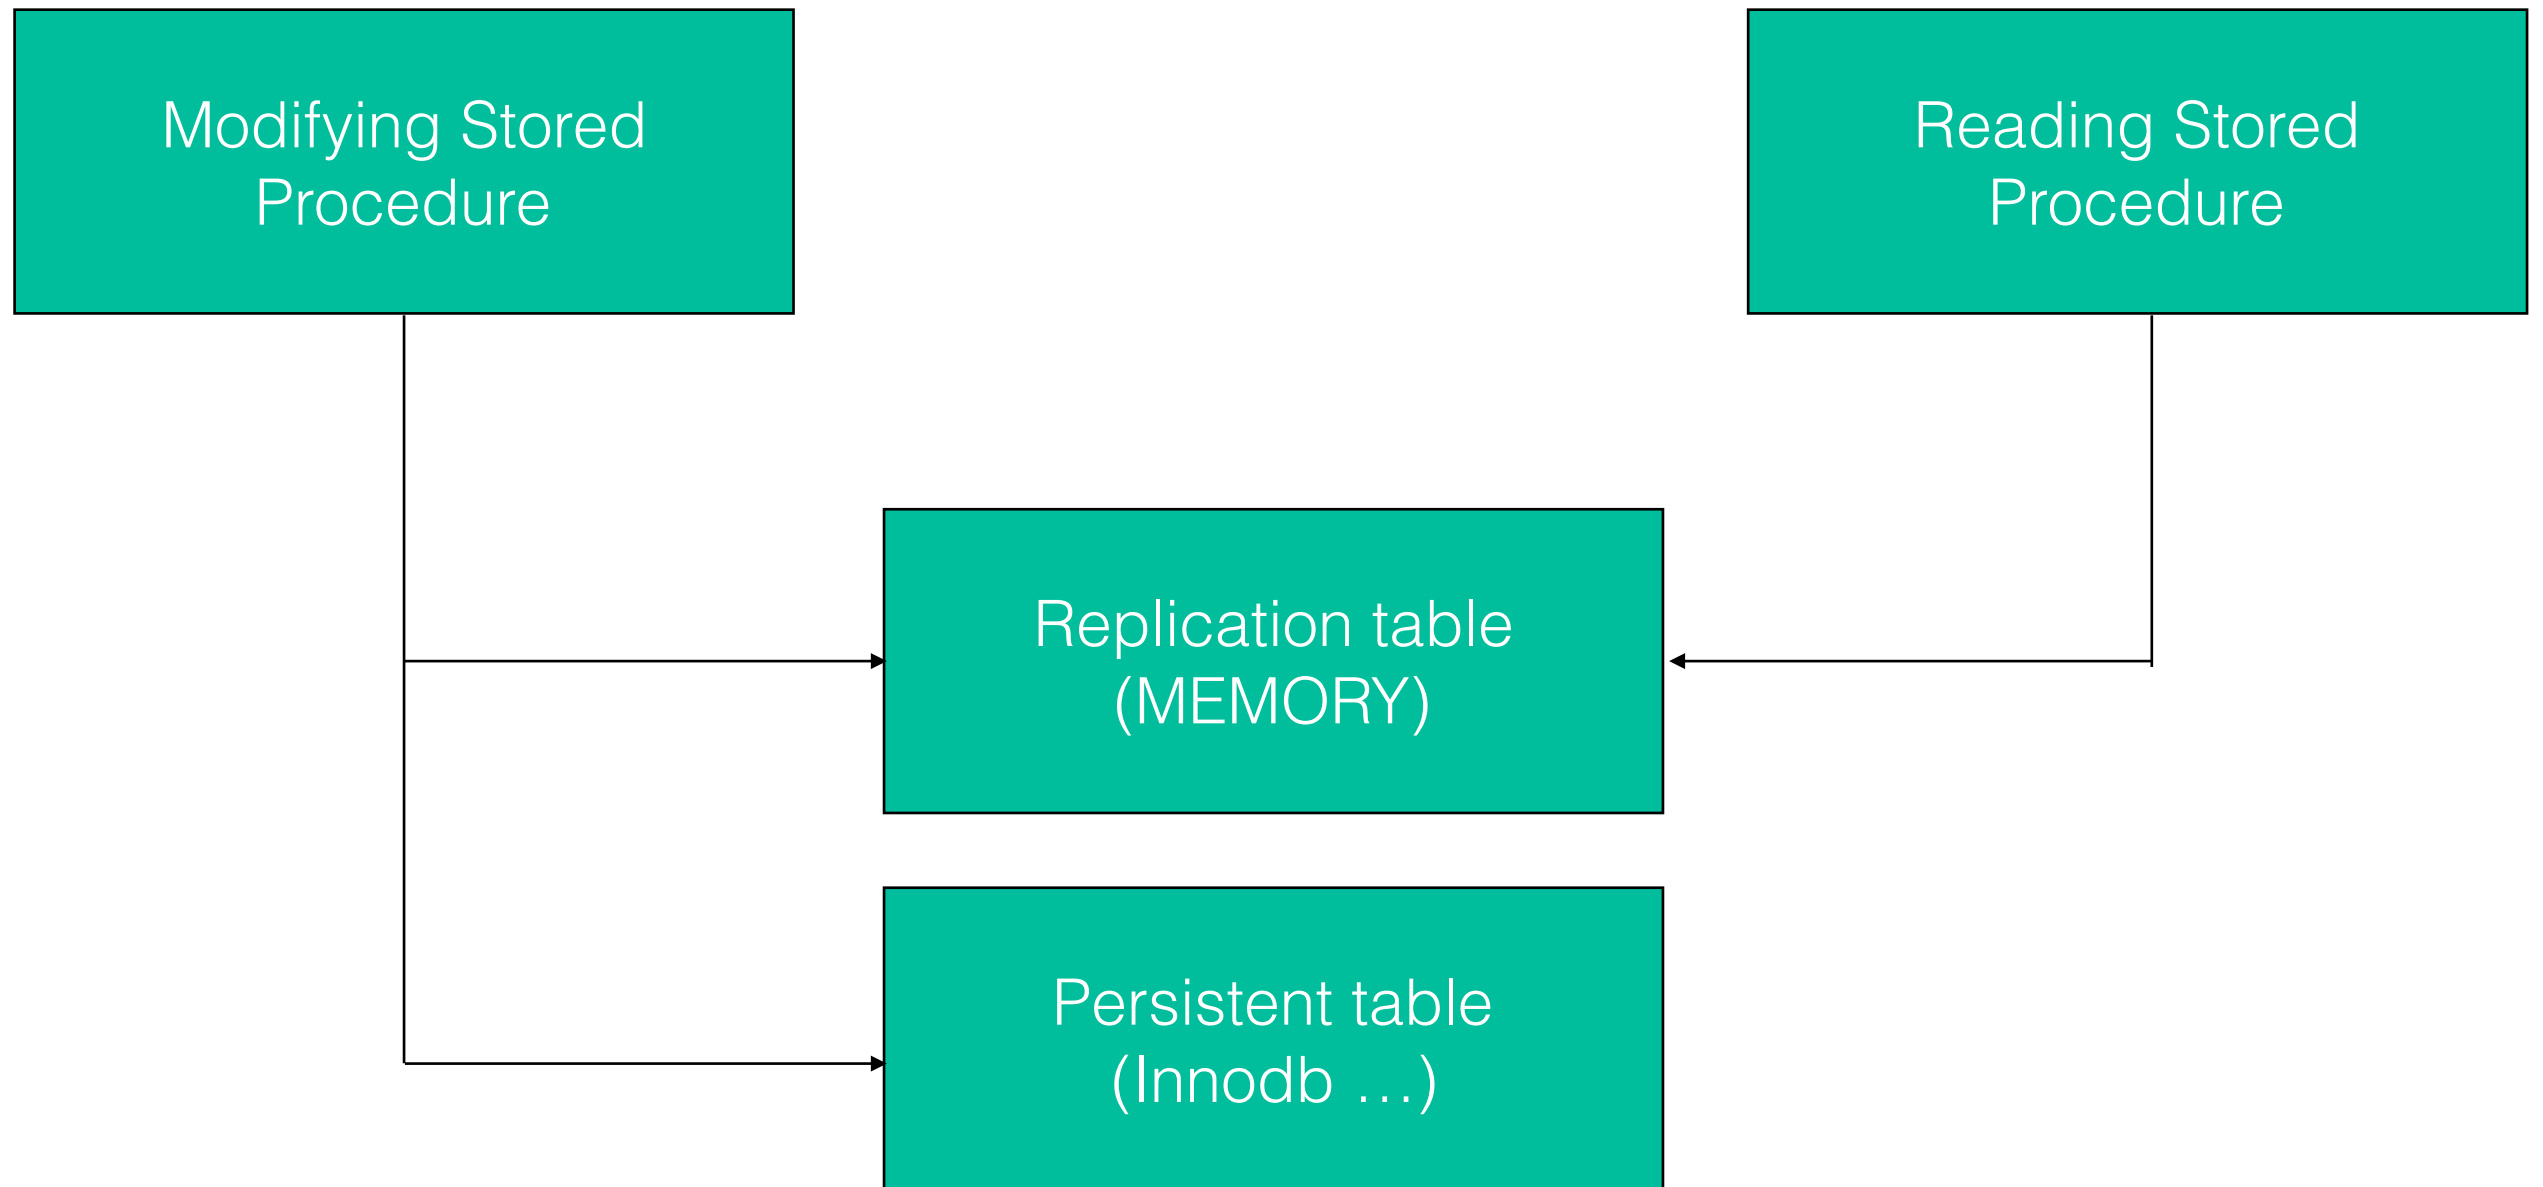 Modifying Stored
Procedure
Reading Stored
Procedure
Replication table
(MEMORY)
Persistent table
(Innodb …)